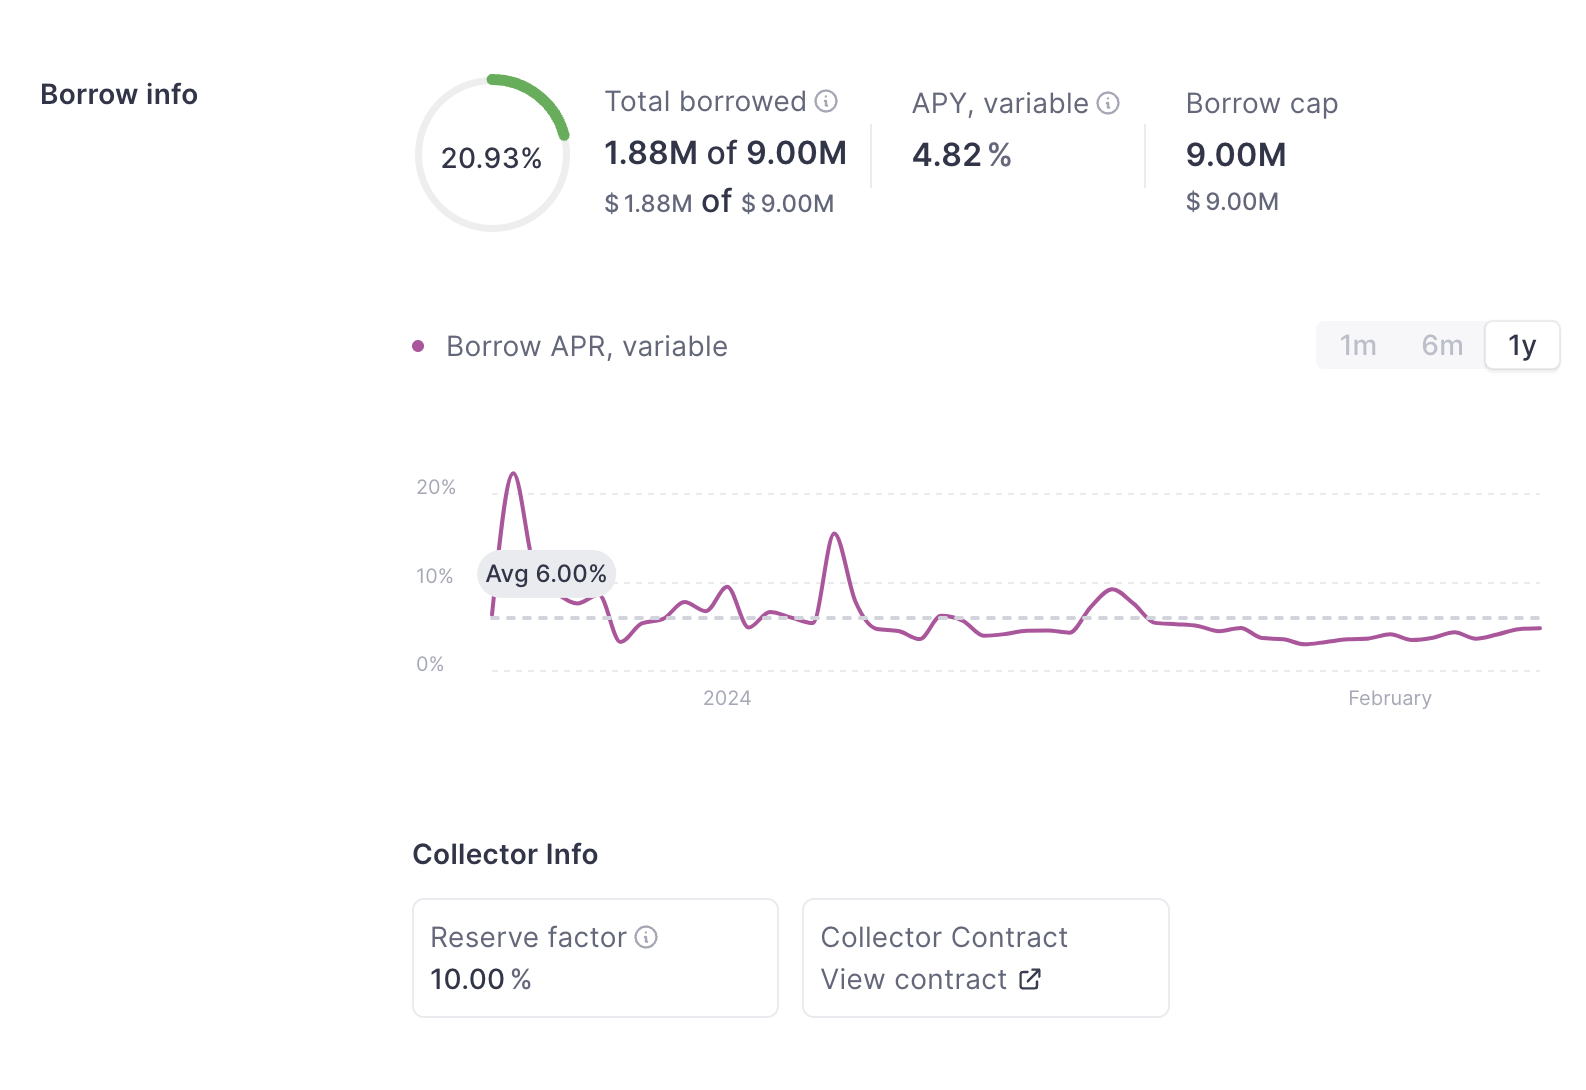 Borrow info
20.93%
Total borrowed
1.88M of 9.00M
$ 1.88M of $ 9.00M
APY, variable
4.82 %
Borrow cap
9.00M
$ 9.00M
Borrow APR, variable
1m 6m 1y
20%
10%
0%
Avg 6.00%
2024 February
Collector Info
Reserve factor
10.00 %
Collector Contract
View contract